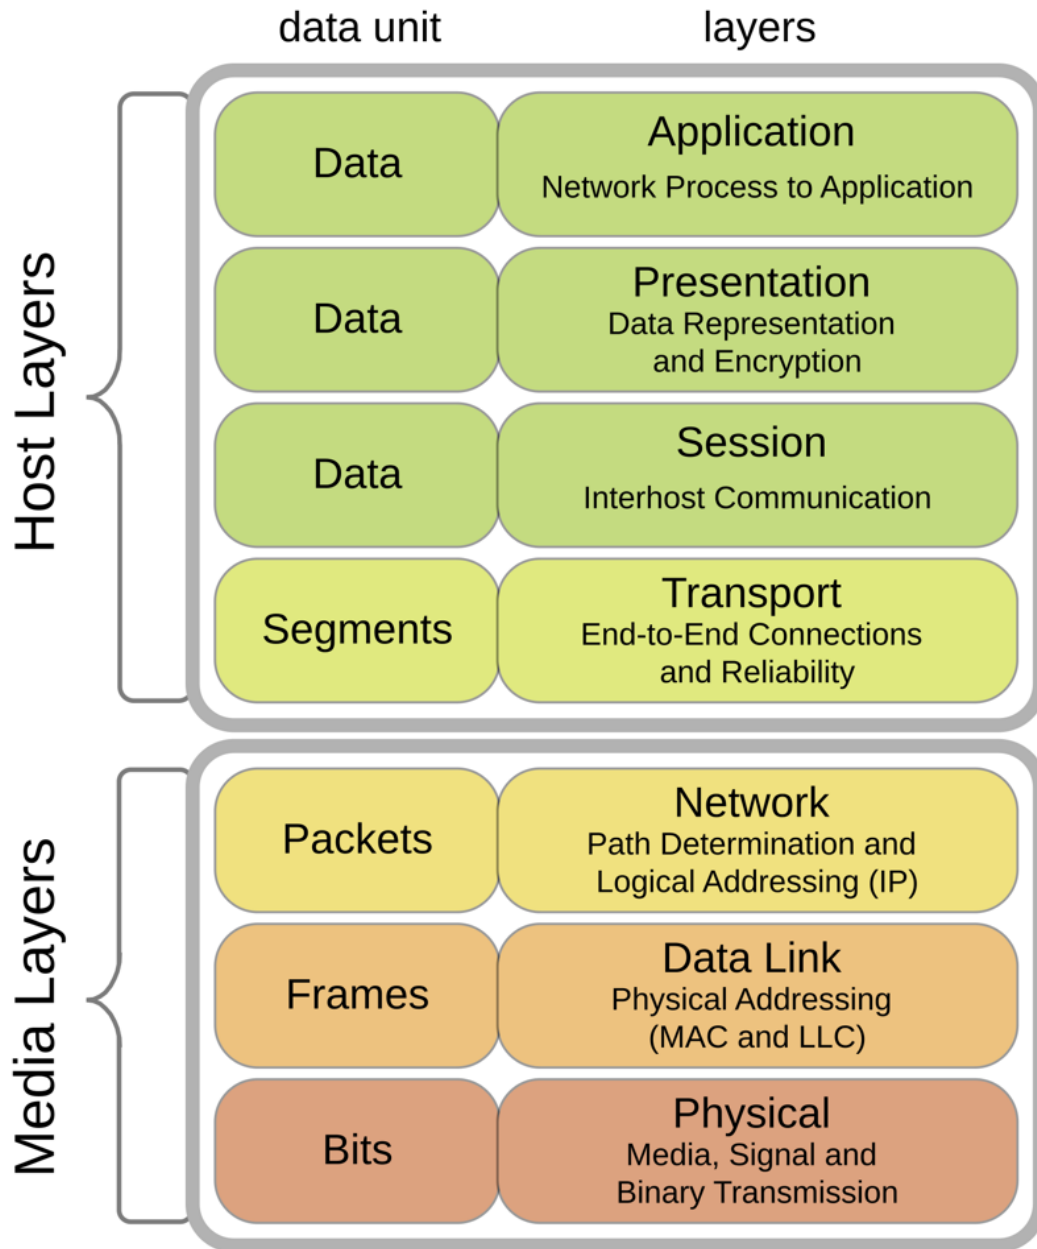 data unit
layers
Host Layers
Data
Application
Network Process to Application
Data
Presentation
Data Representation
and Encryption
Data
Session
Interhost Communication
Segments
Transport
End-to-End Connections
and Reliability
Media Layers
Packets
Network
Path Determination and
Logical Addressing (IP)
Frames
Data Link
Physical Addressing
(MAC and LLC)
Bits
Physical
Media, Signal and
Binary Transmission